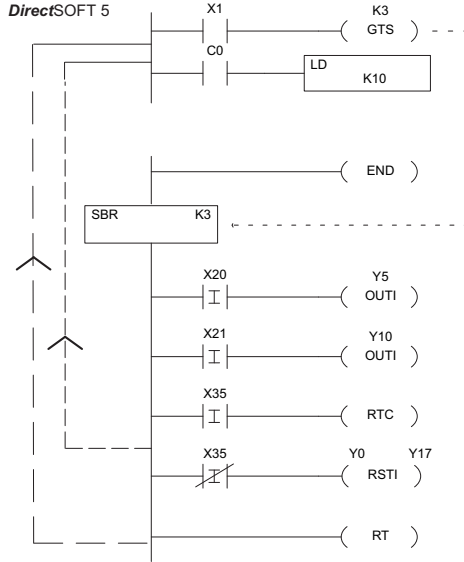 DirectSOFT 5
X1 K3
GTS
C0
LD
K10
END
SBR K3
X20 Y5
OUTI
X21 Y10
OUTI
X35
RTC
X35 Y0 Y17
RSTI
RT